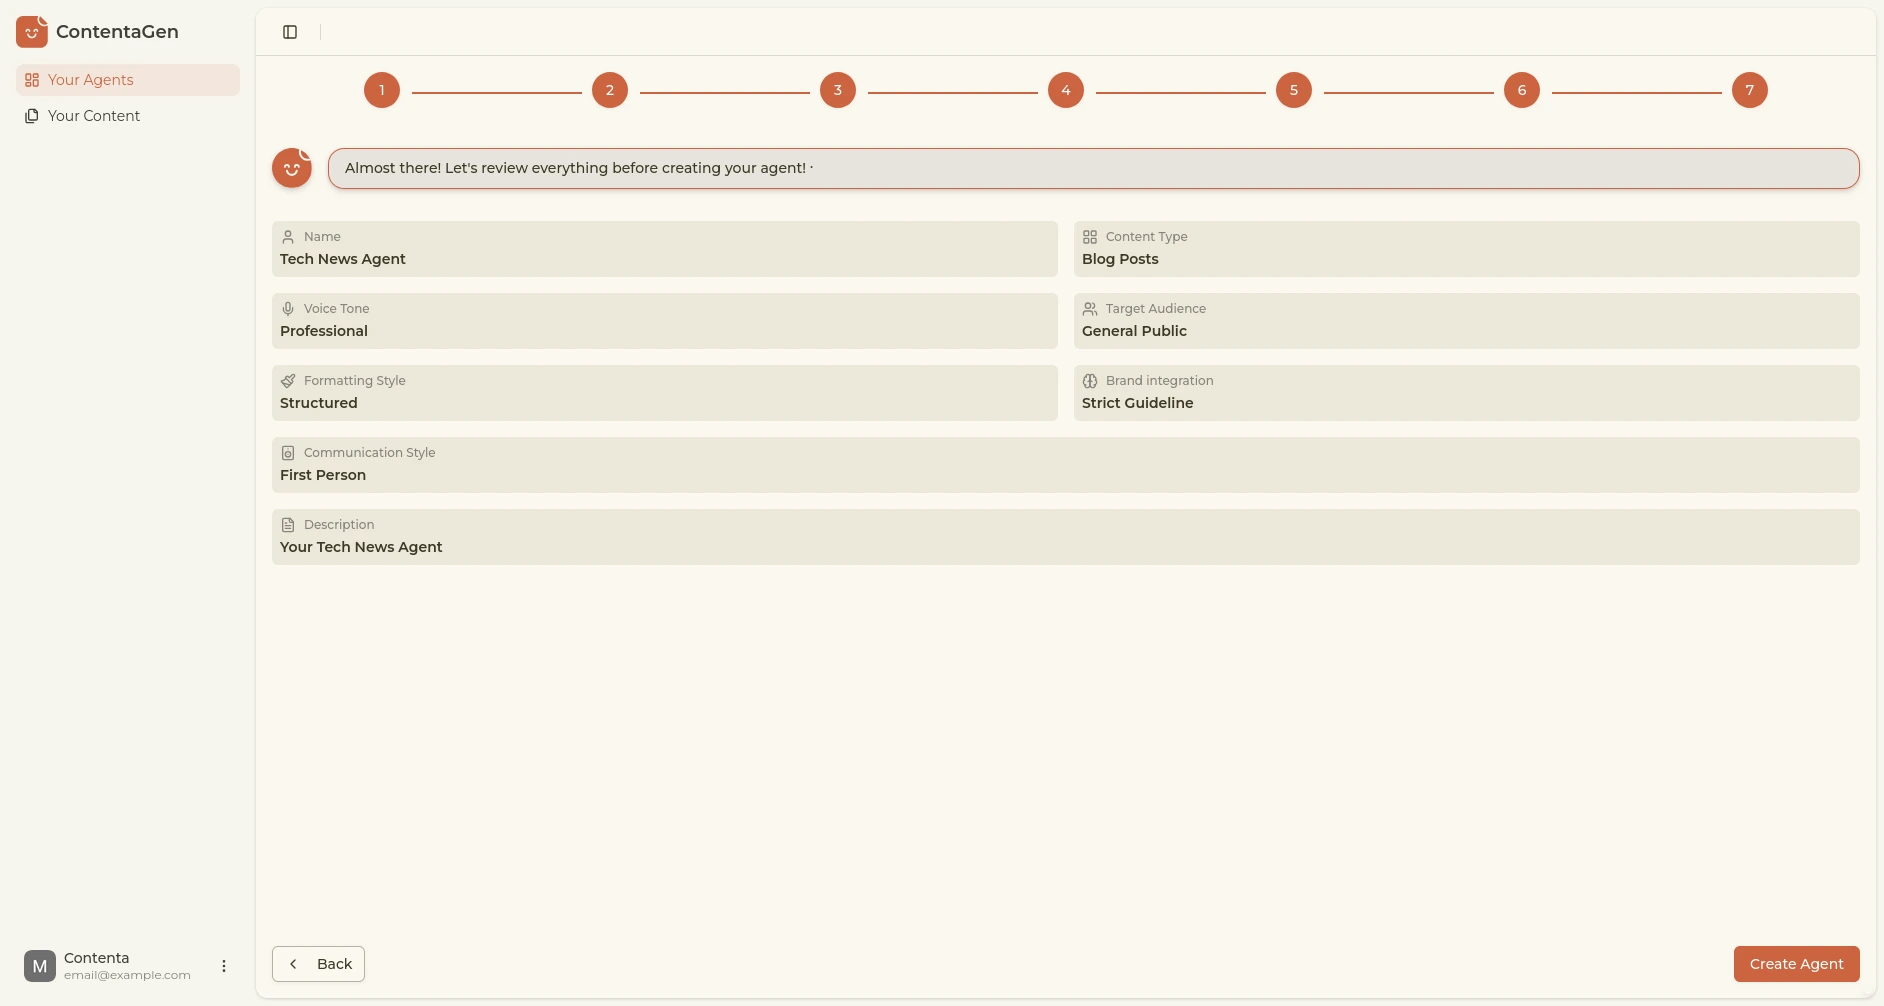 ContentaGen
Your Agents
Your Content
1 2 3 4 5 6 7
Almost there! Let's review everything before creating your agent!
Name
Tech News Agent
Content Type
Blog Posts
Voice Tone
Professional
Target Audience
General Public
Formatting Style
Structured
Brand integration
Strict Guideline
Communication Style
First Person
Description
Your Tech News Agent
M
Contenta
email@example.com
Back
Create Agent